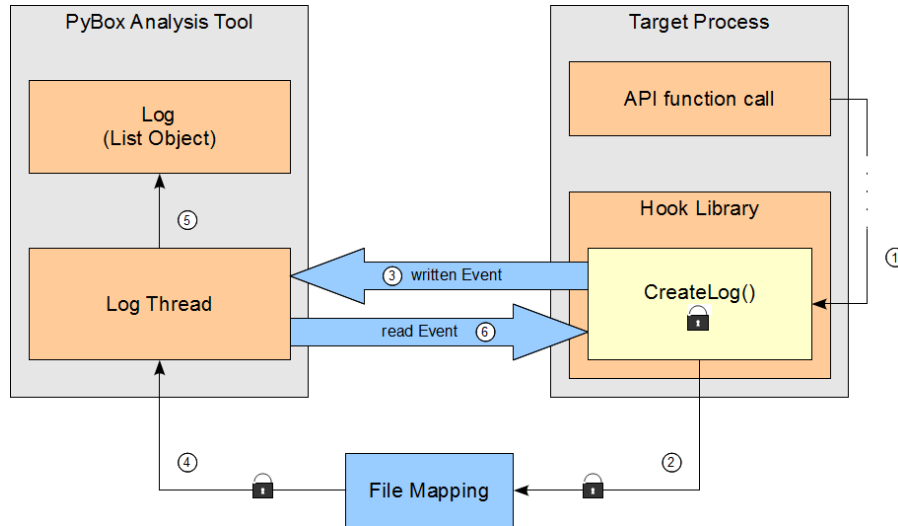 PyBox Analysis Tool
Target Process
Log
(List Object)
API function call
5
Hook Library
1
3 written Event
CreateLog()
Log Thread
read Event 6
4
2
File Mapping